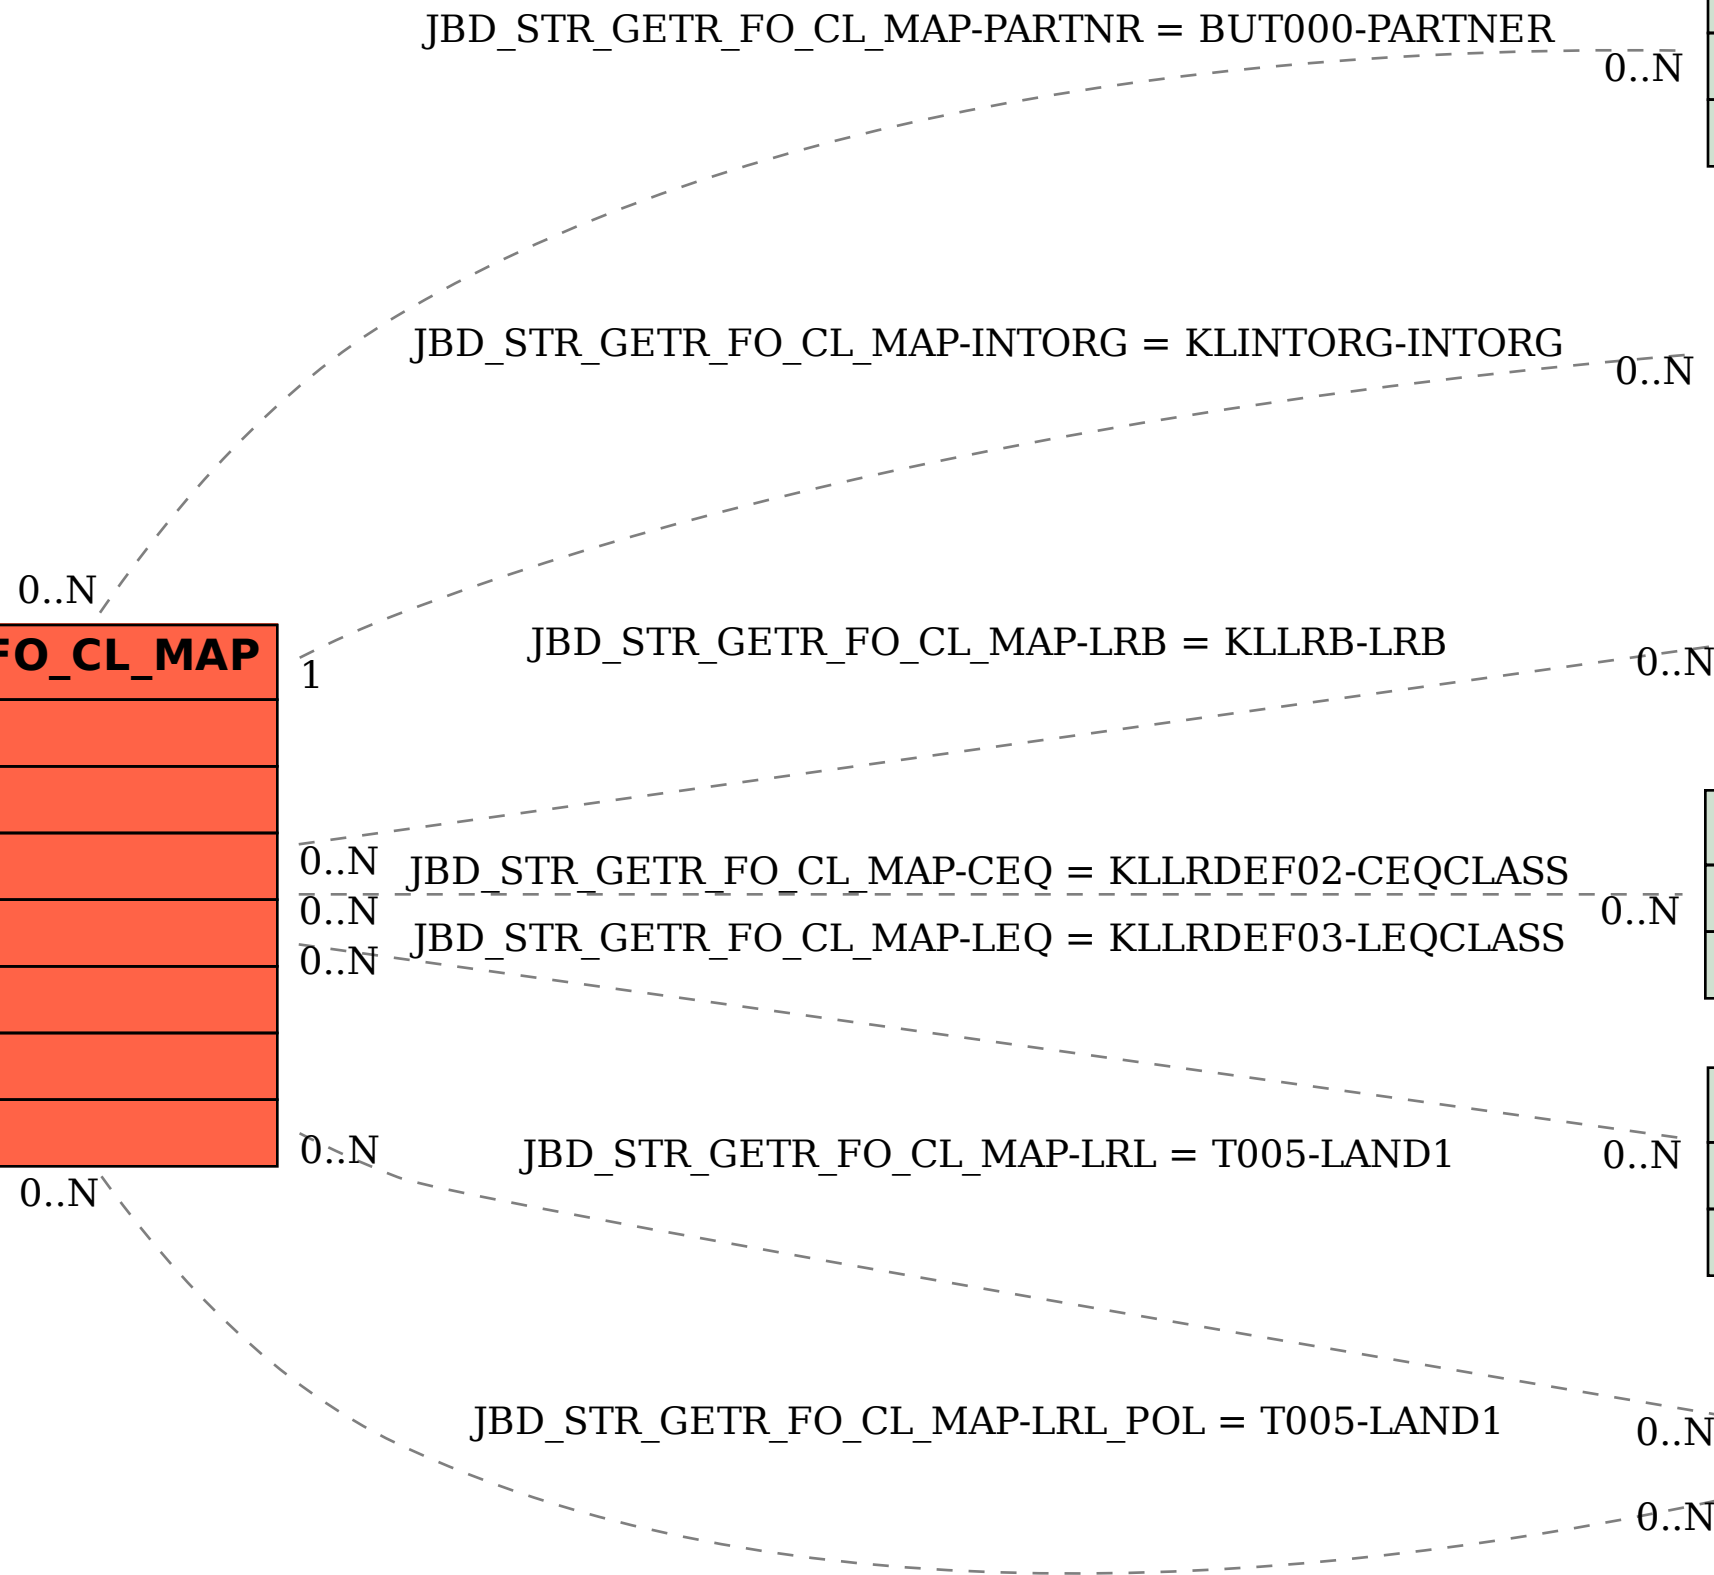 JBD_STR_GETR_FO_CL_MAP-PARTNR = BUT000-PARTNER
0..N
JBD_STR_GETR_FO_CL_MAP-INTORG = KLINTORG-INTORG
0..N
0..N
FO_CL_MAP
1
JBD_STR_GETR_FO_CL_MAP-LRB = KLLRB-LRB
0..N
0..N
JBD_STR_GETR_FO_CL_MAP-CEQ = KLLRDEF02-CEQCLASS
0..N
0..N
JBD_STR_GETR_FO_CL_MAP-LEQ = KLLRDEF03-LEQCLASS
0..N
0..N
0..N
JBD_STR_GETR_FO_CL_MAP-LRL = T005-LAND1
0..N
JBD_STR_GETR_FO_CL_MAP-LRL_POL = T005-LAND1
0..N
0..N